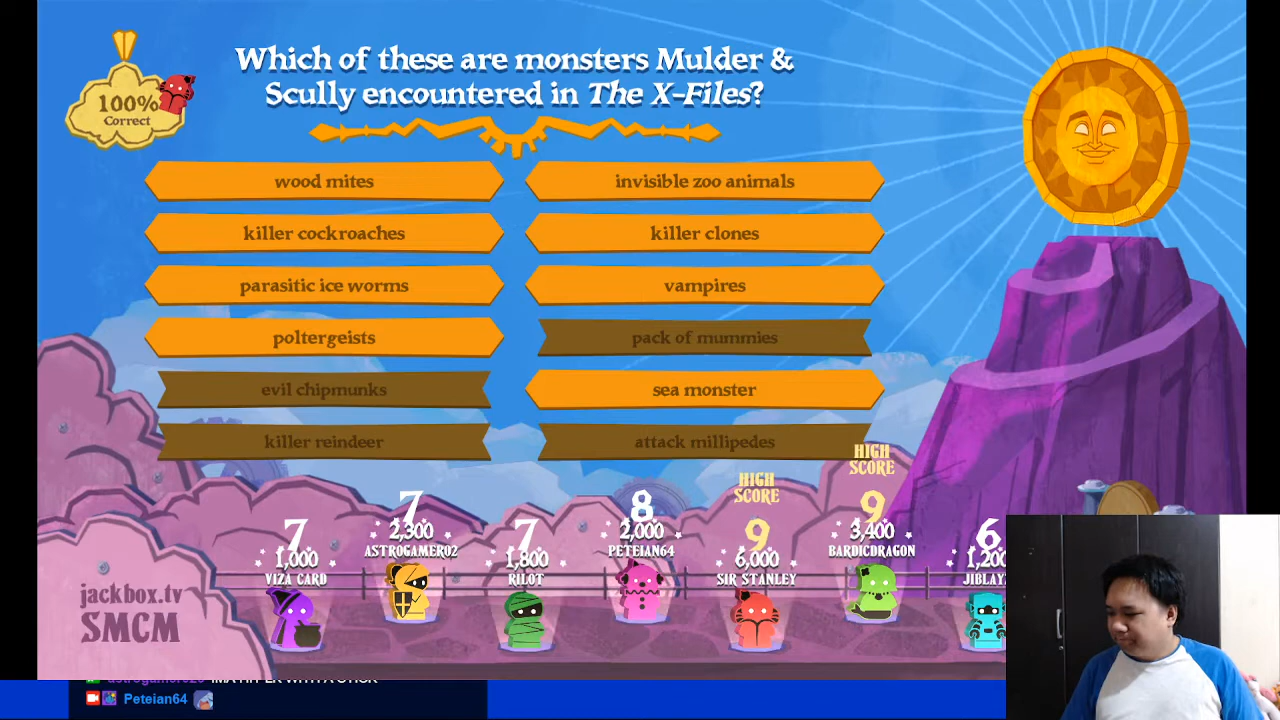 100%
Correct
Which of these are monsters Mulder &
Scully encountered in The X-Files?
wood mites
invisible zoo animals
killer cockroaches
killer clones
parasitic ice worms
vampires
poltergeists
pack of mummies
evil chipmunks
sea monster
killer reindeer
attack millipedes
HIGH
SCORE
HIGH
SCORE
7
1,000
VIZA CARD
7
2,300
ASTROGAMER02
7
1,800
RILOT
8
2,000
PETEIAN64
9
6,000
SIR STANLEY
9
3,400
BARDICDRAGON
6
1,200
jackbox.tv
SMCM
Peteian64